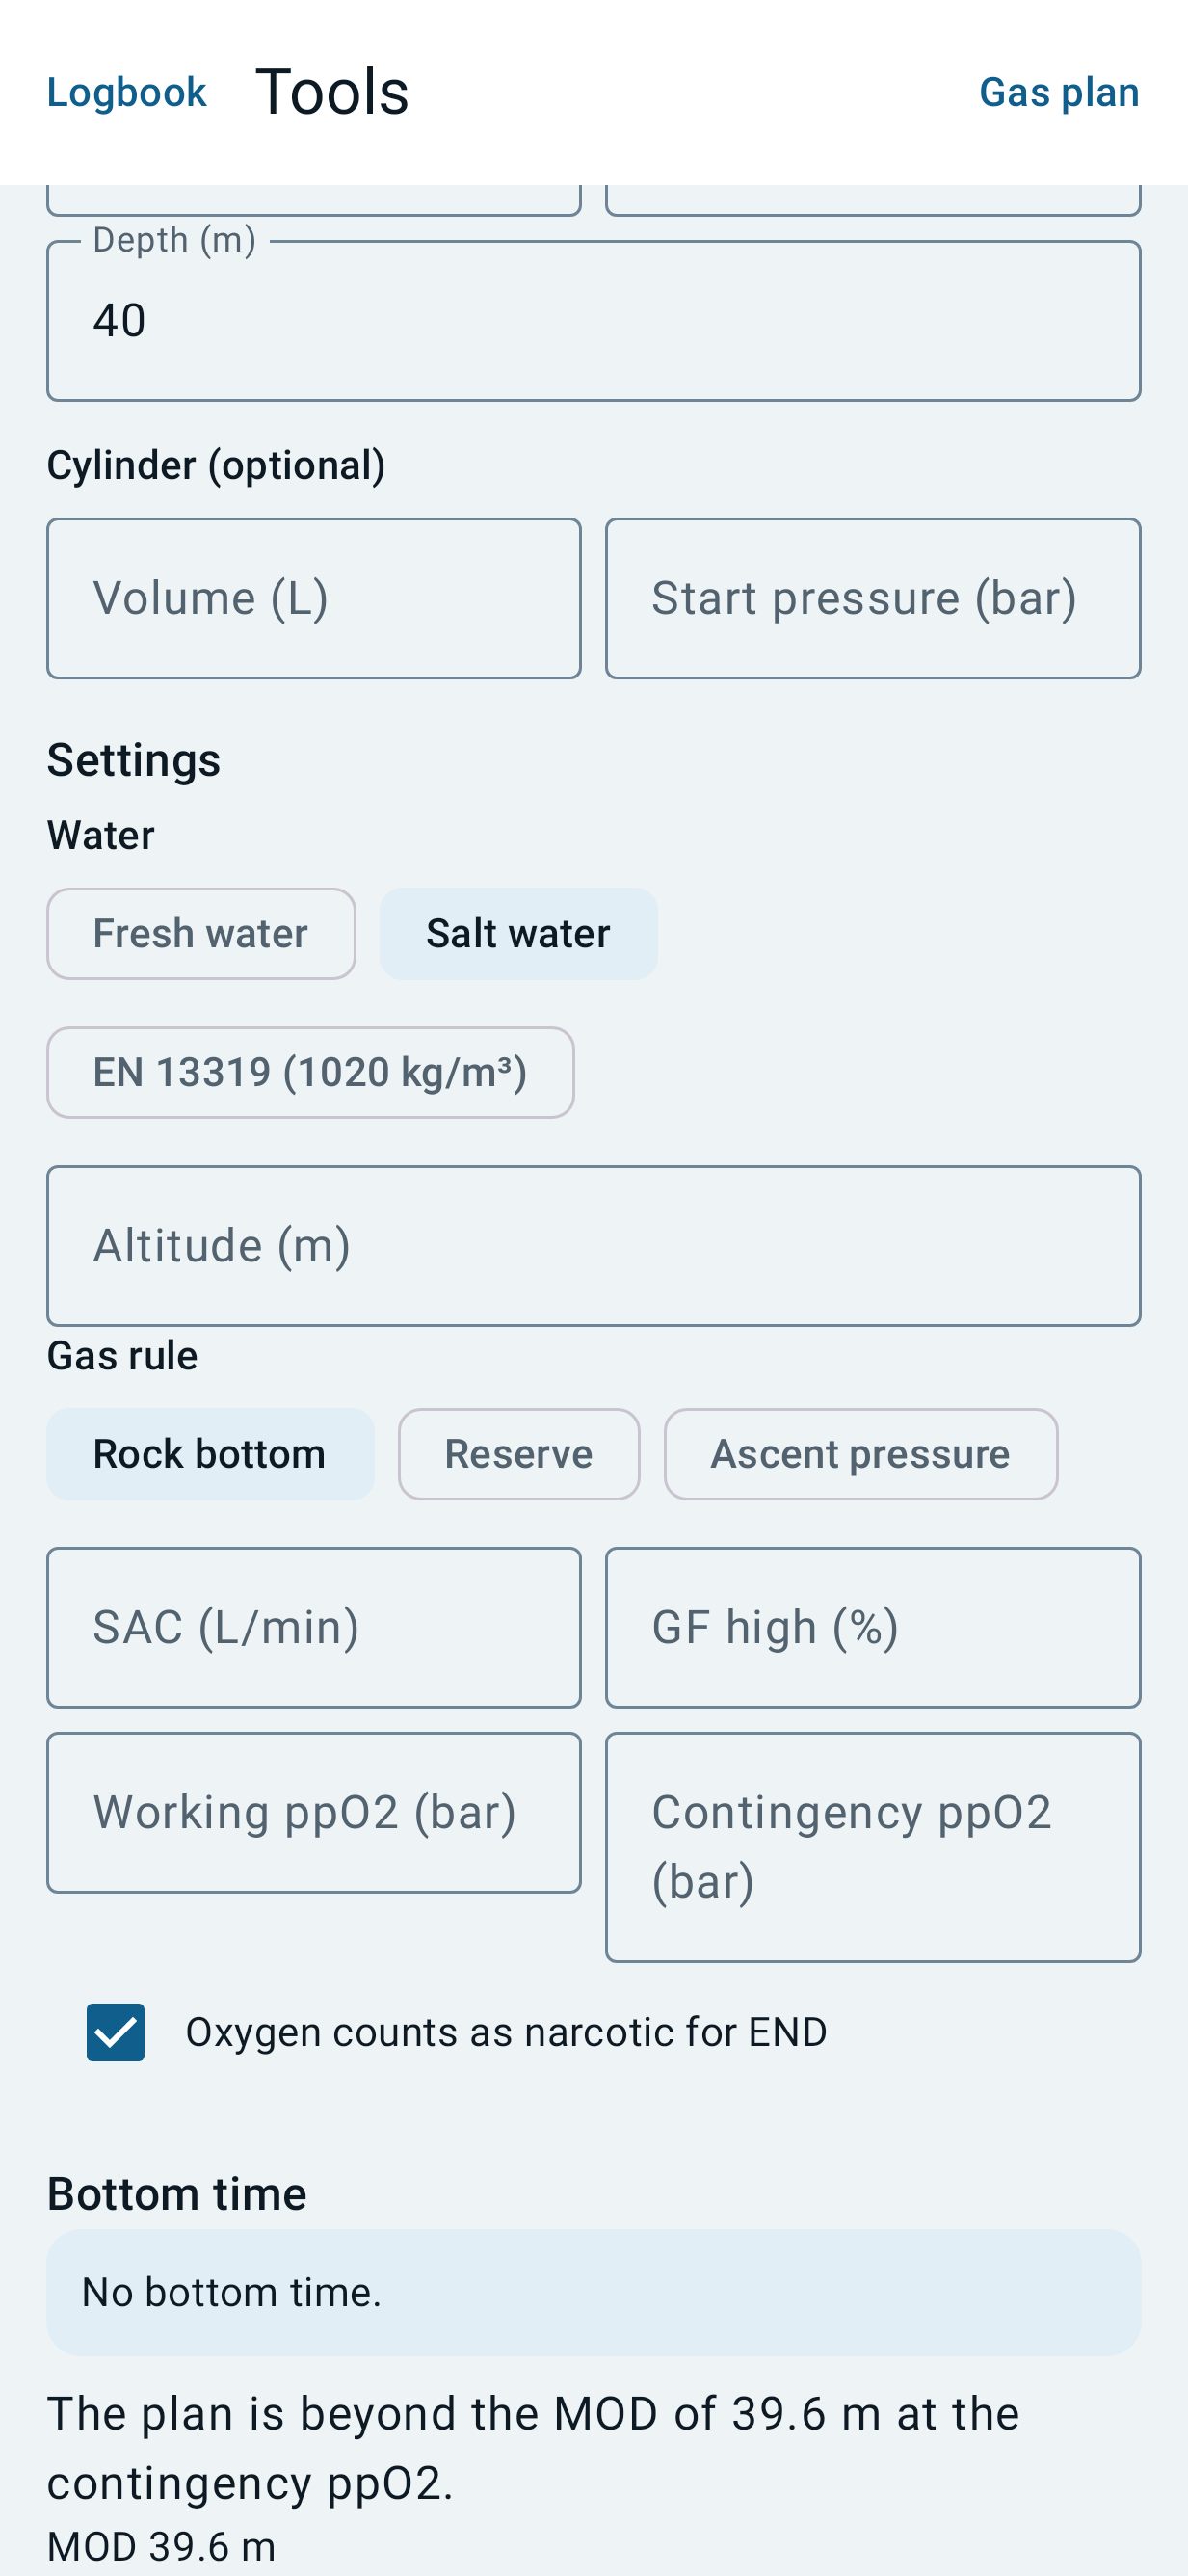 Logbook Tools Gas plan
Depth (m)
40
Cylinder (optional)
Volume (L) Start pressure (bar)
Settings
Water
Fresh water Salt water
EN 13319 (1020 kg/m³)
Altitude (m)
Gas rule
Rock bottom Reserve Ascent pressure
SAC (L/min) GF high (%)
Working ppO2 (bar) Contingency ppO2
(bar)
Oxygen counts as narcotic for END
Bottom time
No bottom time.
The plan is beyond the MOD of 39.6 m at the
contingency ppO2.
MOD 39.6 m